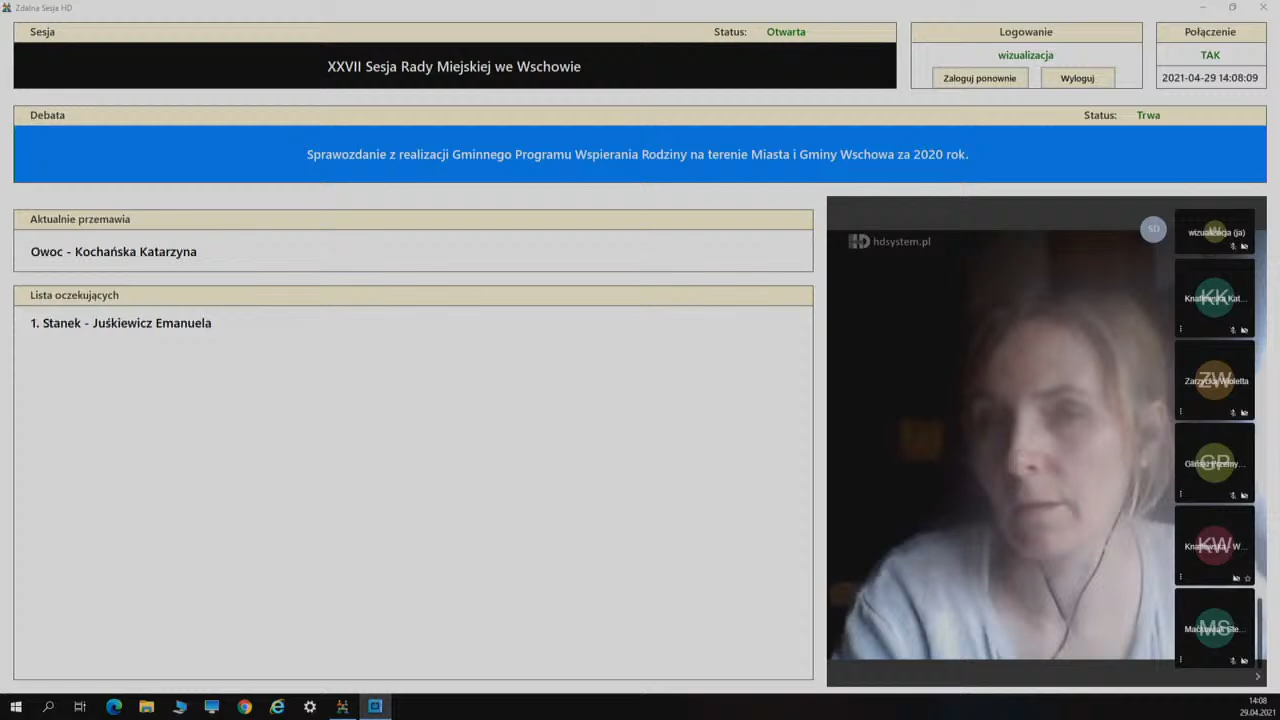 Zdalna Sesja HD
Sesja
Status: Otwarta
XXVII Sesja Rady Miejskiej we Wschowie
Logowanie
wizualizacja
Zaloguj ponownie
Wyloguj
Połączenie
TAK
2021-04-29 14:08:09
Debata
Status: Trwa
Sprawozdanie z realizacji Gminnego Programu Wspierania Rodziny na terenie Miasta i Gminy Wschowa za 2020 rok.
Aktualnie przemawia
Owoc - Kochańska Katarzyna
Lista oczekujących
1. Stanek - Juśkiewicz Emanuela
HD hdsystem.pl
SD
W
wizualizacja (ja)
KK
ZW
Zarzycka Wioletta
GP
KW
MS
14:08
29.04.2021